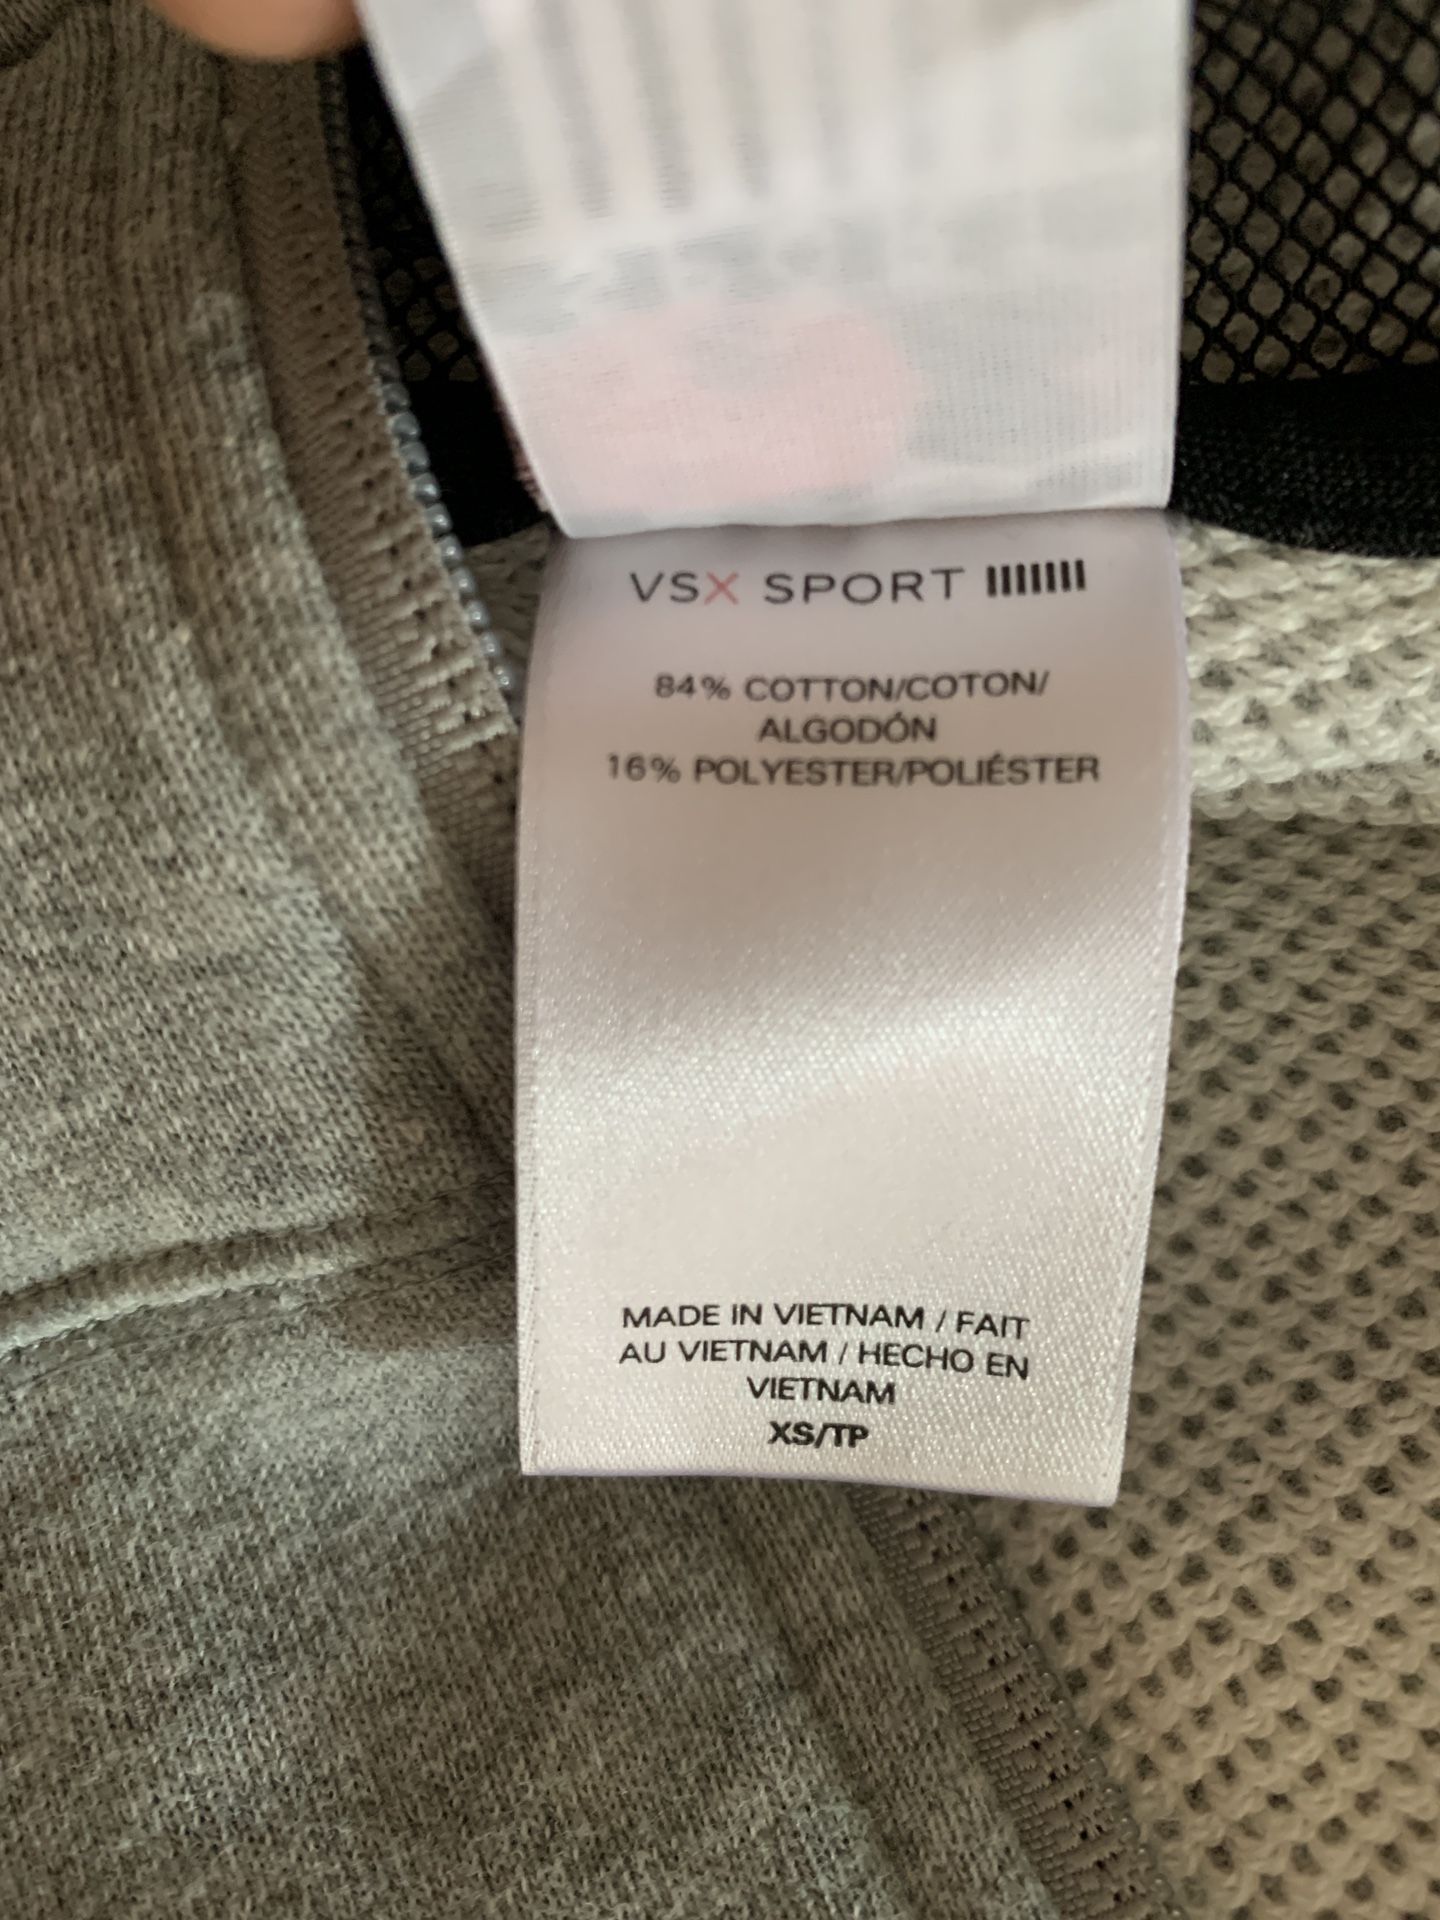 VSX SPORT
84% COTTON/COTON/
ALGODÓN
16% POLYESTER/POLIÉSTER
MADE IN VIETNAM / FAIT
AU VIETNAM / HECHO EN
VIETNAM
XS/TP